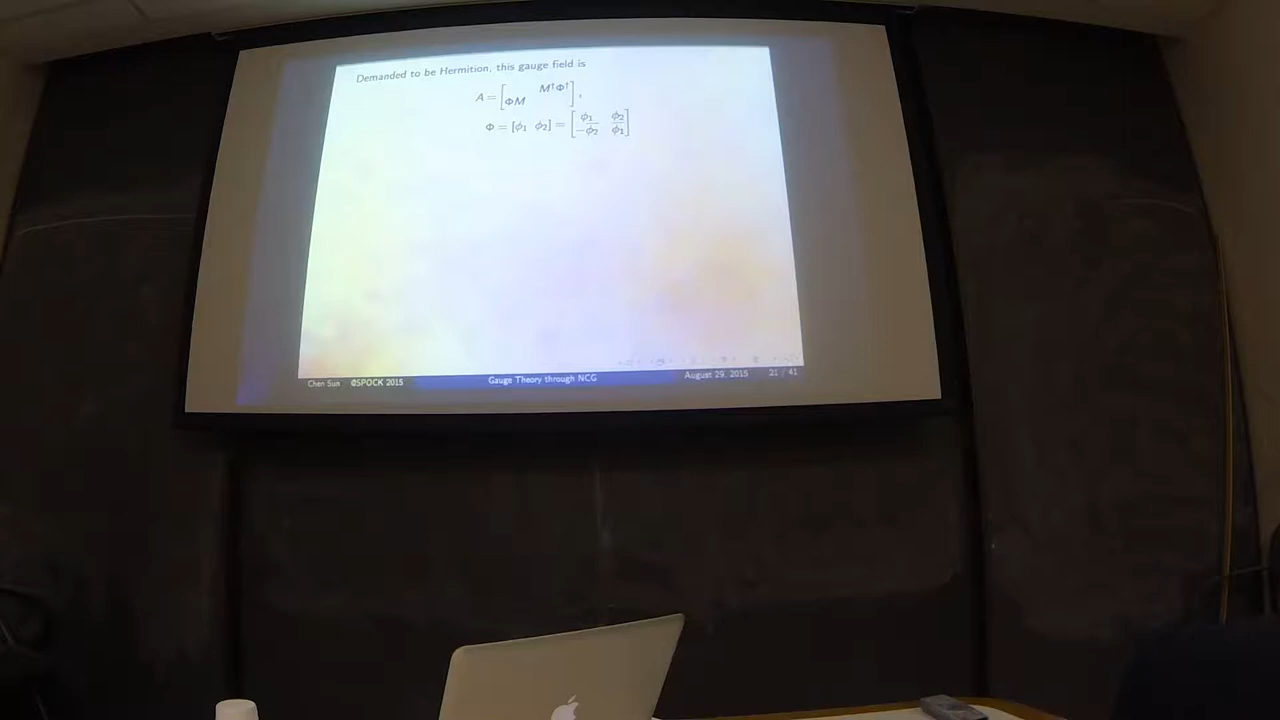 Demanded to be Hermition, this gauge field is
A = [ M†Φ† ; ΦM ] ,
Φ = [ϕ₁ ϕ₂] = [ ϕ₁ ϕ₂ ; −ϕ̅₂ ϕ̅₁ ]
Chen Sun @SPOCK 2015 Gauge Theory through NCG August 29, 2015 21 / 41